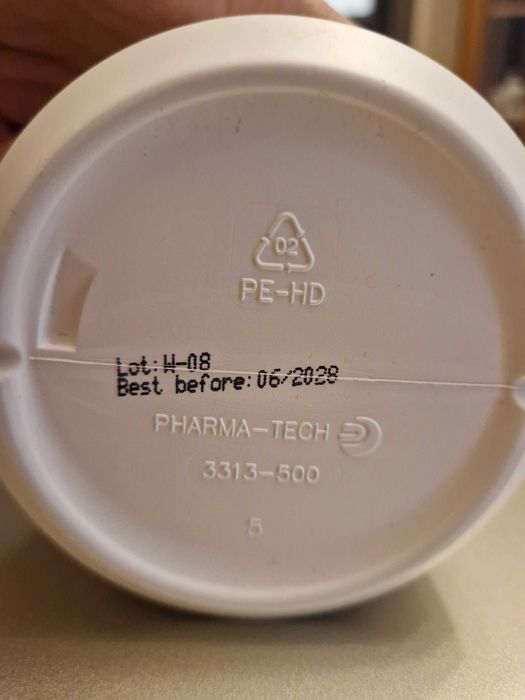 02
PE-HD
Lot: W-08
Best before: 06/2028
PHARMA-TECH
3313-500
5